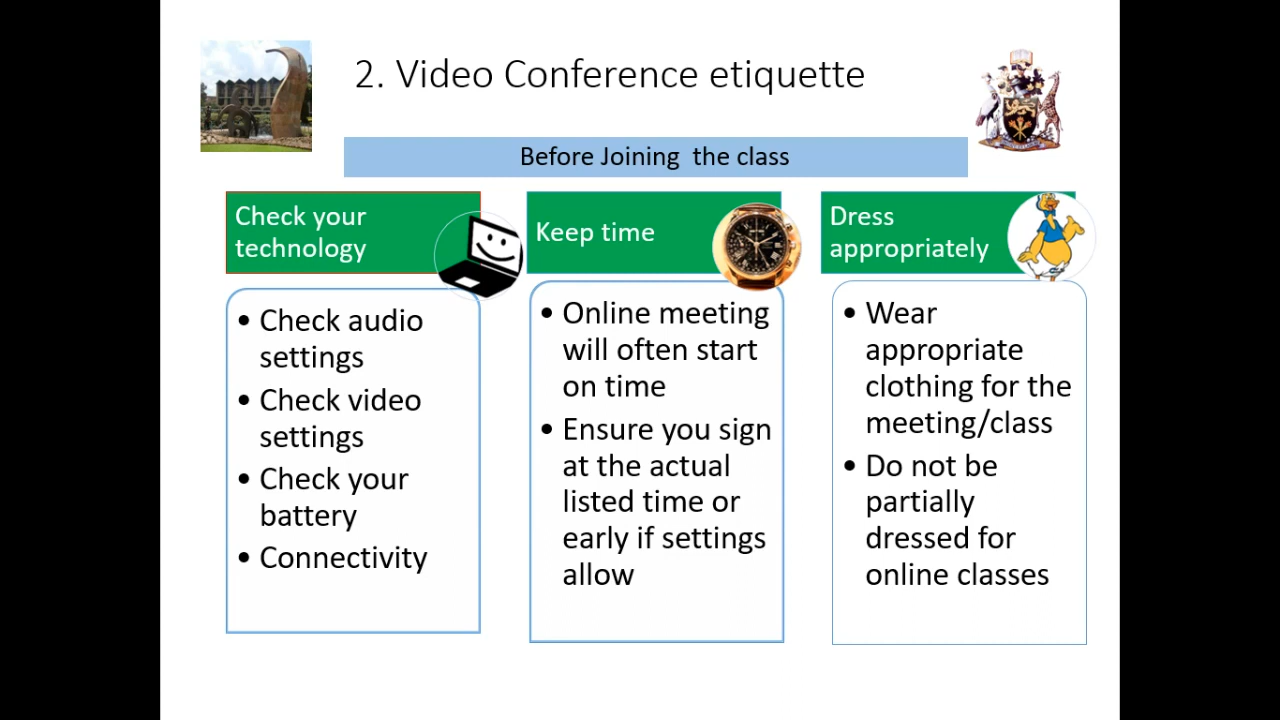 2. Video Conference etiquette
Before Joining the class
Check your
technology
Check audio
settings
Check video
settings
Check your
battery
Connectivity
Keep time
Online meeting
will often start
on time
Ensure you sign
at the actual
listed time or
early if settings
allow
Dress
appropriately
Wear
appropriate
clothing for the
meeting/class
Do not be
partially
dressed for
online classes